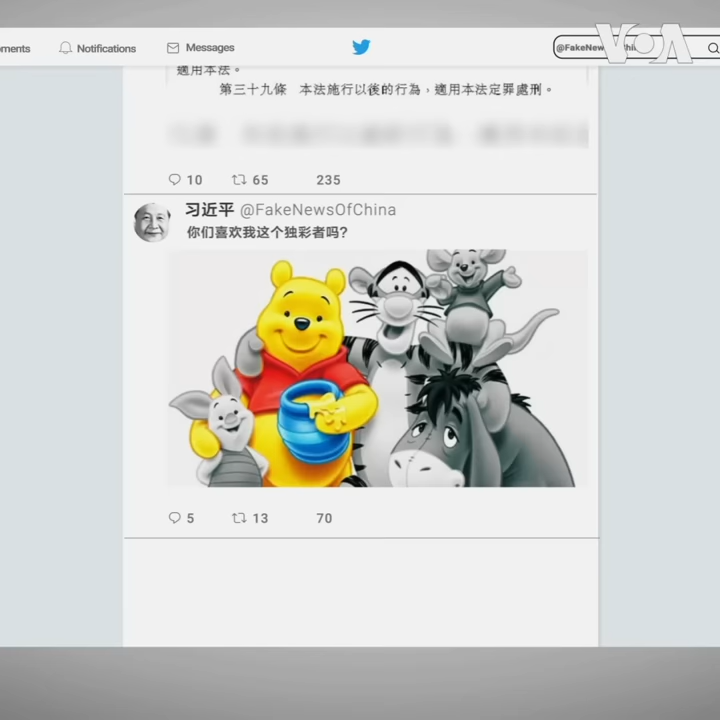 Notifications
Messages
VOA
適用本法。
第三十九條 本法施行以後的行為，適用本法定罪處刑。
10 65 235
习近平 @FakeNewsOfChina
你们喜欢我这个独彩者吗?
5 13 70